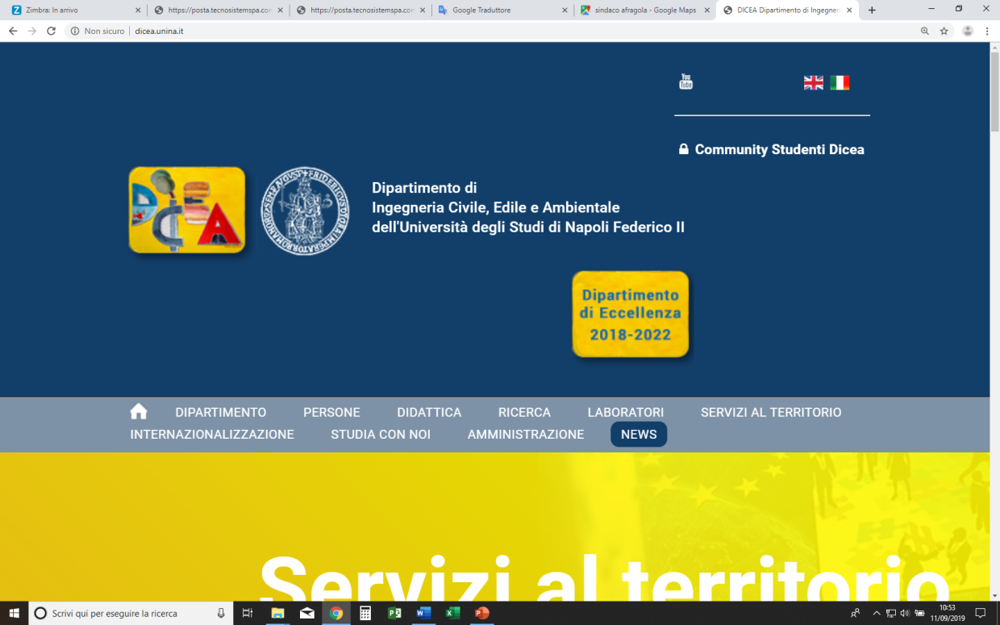 Zimbra: In arrivo
https://posta.tecnosistemspa.com
https://posta.tecnosistemspa.com
Google Traduttore
sindaco afragola - Google Maps
DICEA Dipartimento di Ingegneri
Non sicuro | dicea.unina.it
You
Tube
Community Studenti Dicea
DiCEA
Dipartimento di
Ingegneria Civile, Edile e Ambientale
dell'Università degli Studi di Napoli Federico II
Dipartimento
di Eccellenza
2018-2022
DIPARTIMENTO PERSONE DIDATTICA RICERCA LABORATORI SERVIZI AL TERRITORIO
INTERNAZIONALIZZAZIONE STUDIA CON NOI AMMINISTRAZIONE NEWS
Servizi al territorio
Scrivi qui per eseguire la ricerca
10:53
11/09/2019